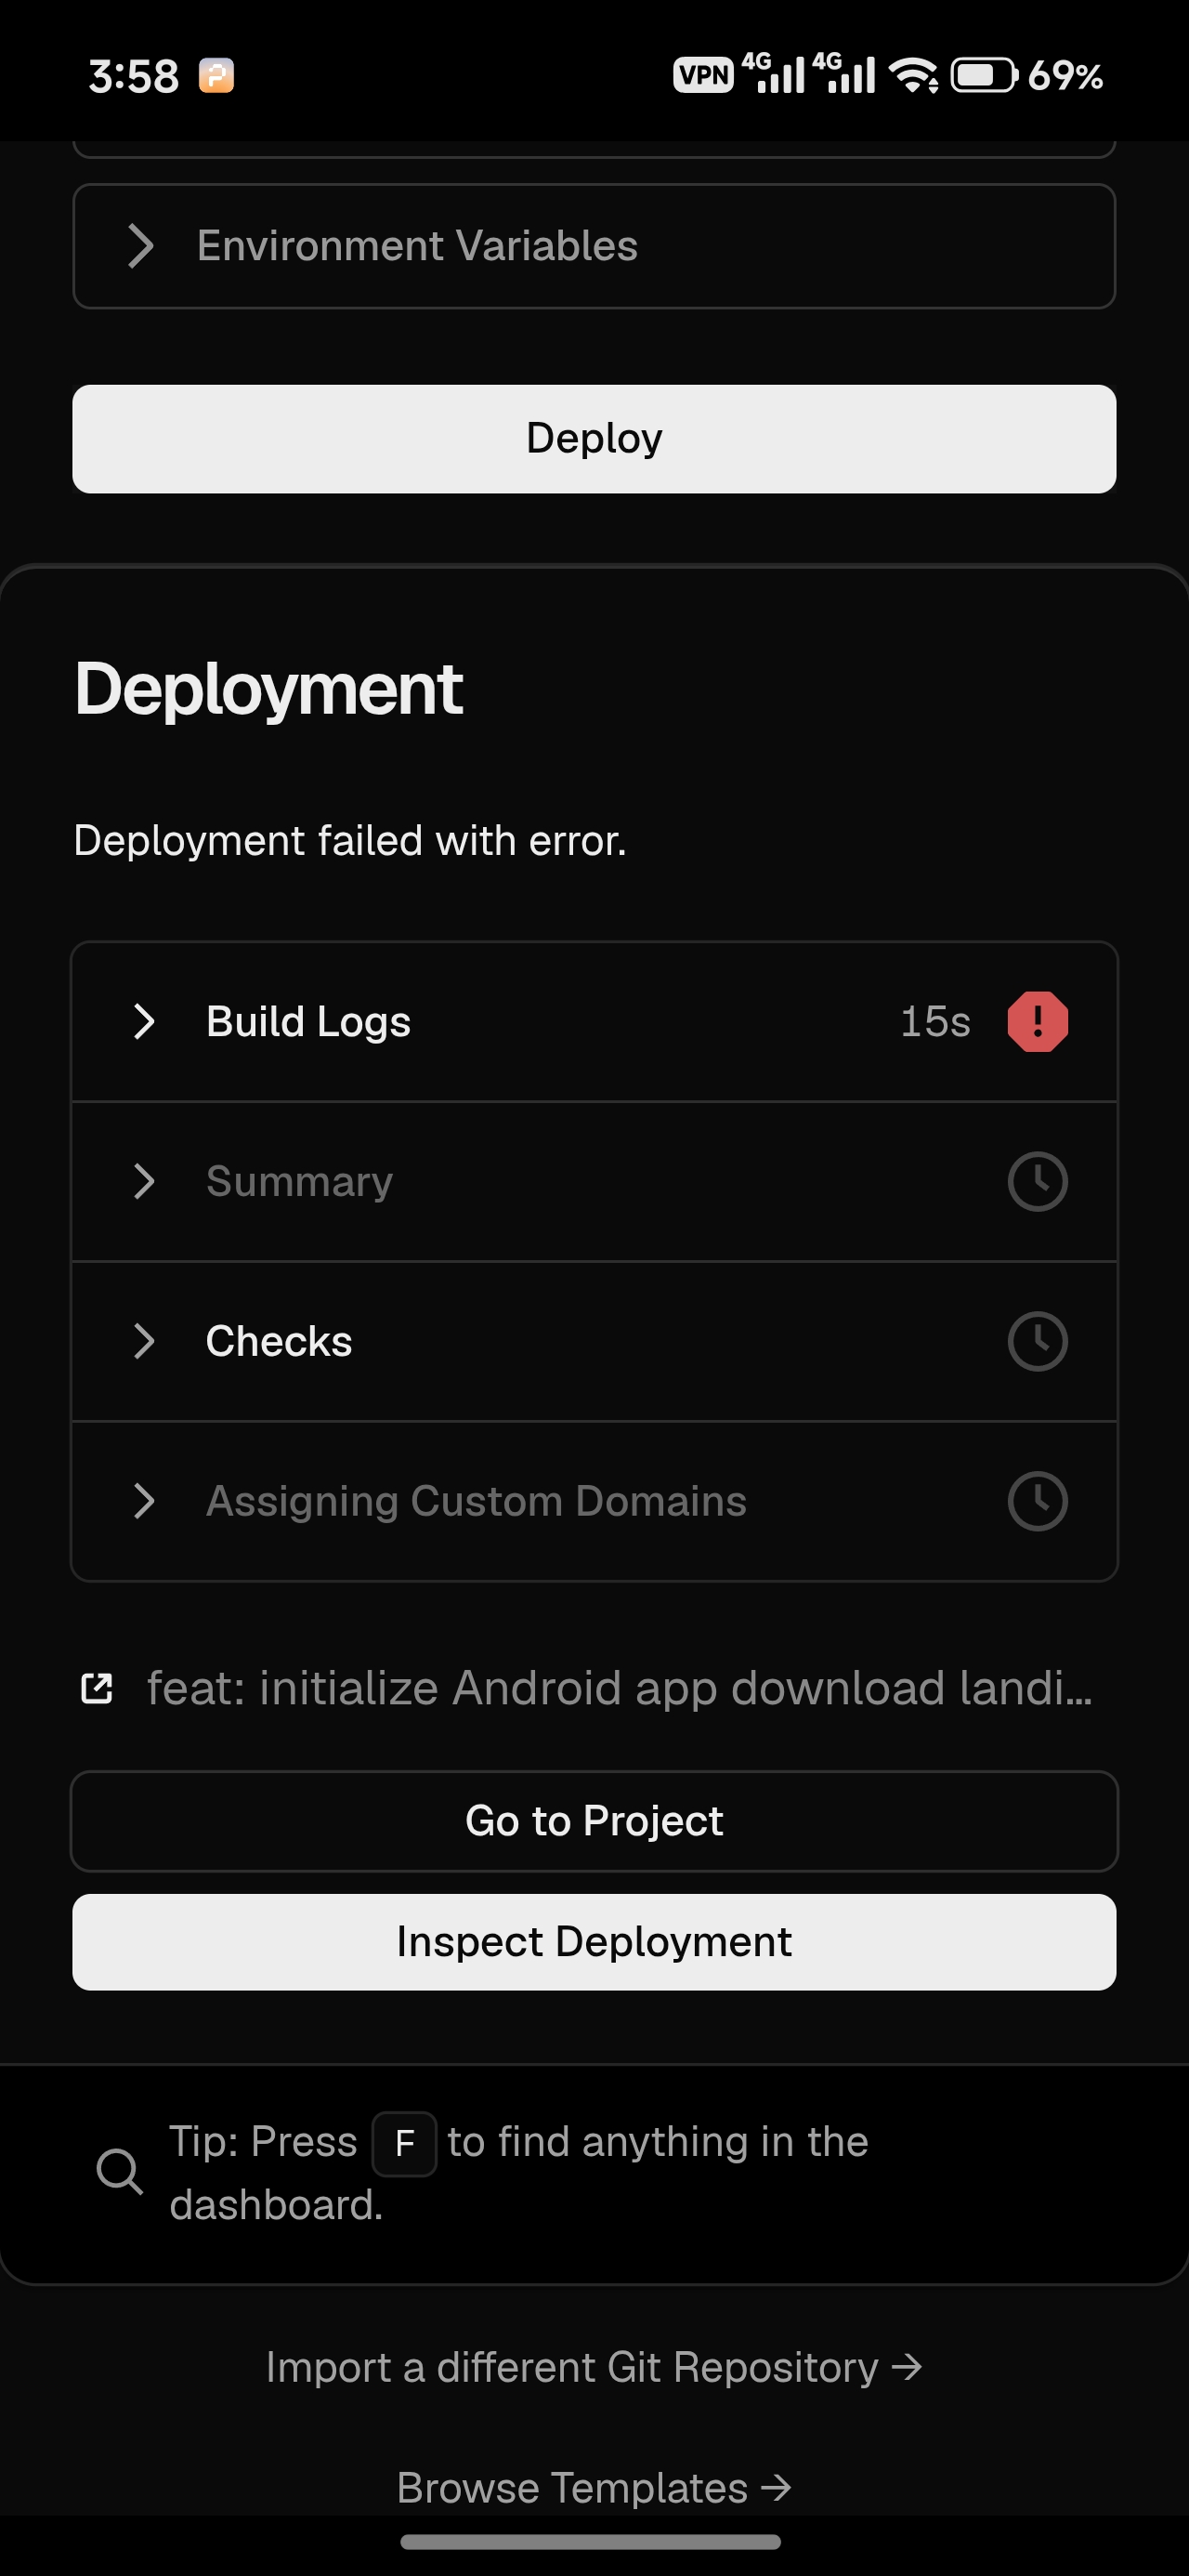 3:58
VPN 4G 4G 69%
Environment Variables
Deploy
Deployment
Deployment failed with error.
Build Logs 15s
Summary
Checks
Assigning Custom Domains
feat: initialize Android app download landi...
Go to Project
Inspect Deployment
Tip: Press F to find anything in the
dashboard.
Import a different Git Repository →
Browse Templates →